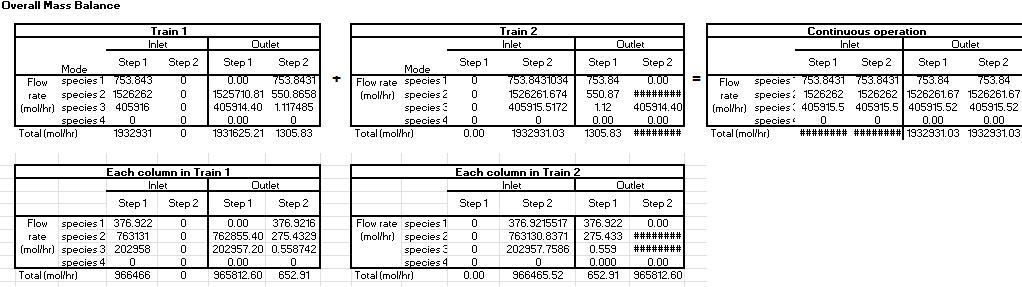 Overall Mass Balance
Train 1 Train 2 Continuous operation
Inlet Outlet Inlet Outlet Inlet Outlet
Mode Step 1 Step 2 Step 1 Step 2 Mode Step 1 Step 2 Step 1 Step 2 Step 1 Step 2 Step 1 Step 2
Flow species 1 753.843 0 0.00 753.8431 + Flow rate species 1 0 753.8431034 753.84 0.00 = Flow species 753.8431 753.8431 753.84 753.84
rate species 2 1526262 0 1525710.81 550.8658 (mol/hr) species 2 0 1526261.674 550.87 ######## rate species 1526262 1526262 1526261.67 1526261.67
(mol/hr) species 3 405916 0 405914.40 1.117485 species 3 0 405915.5172 1.12 405914.40 (mol/hr) species 405915.5 405915.5 405915.52 405915.52
species 4 0 0 0.00 0 species 4 0 0 0.00 0.00 species 0 0 0.00 0.00
Total (mol/hr) 1932931 0 1931625.21 1305.83 Total (mol/hr) 0.00 1932931.03 1305.83 ######## Total (mol/hr) ######## ######## 1932931.03 1932931.03
Each column in Train 1 Each column in Train 2
Inlet Outlet Inlet Outlet
Step 1 Step 2 Step 1 Step 2 Step 1 Step 2 Step 1 Step 2
Flow species 1 376.922 0 0.00 376.9216 Flow rate species 1 0 376.9215517 376.922 0.00
rate species 2 763131 0 762855.40 275.4329 (mol/hr) species 2 0 763130.8371 275.433 ########
(mol/hr) species 3 202958 0 202957.20 0.558742 species 3 0 202957.7586 0.559 ########
species 4 0 0 0.00 0 species 4 0 0 0.000 0.00
Total (mol/hr) 966466 0 965812.60 652.91 Total (mol/hr) 0.00 966465.52 652.91 965812.60